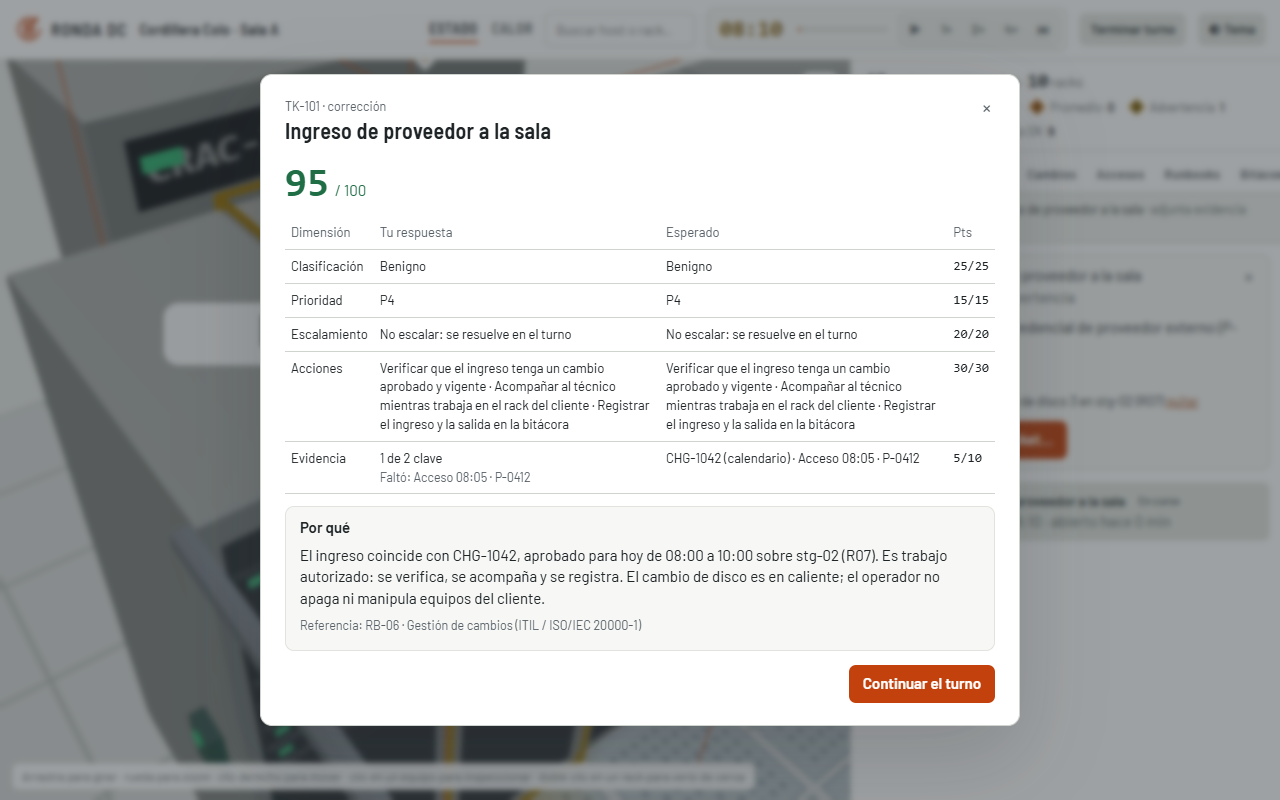 RONDA DC Cordillera Colo · Sala A
ESTADO CALOR Buscar host o rack… 08:10 Terminar turno Tema
TK-101 · corrección
×
Ingreso de proveedor a la sala
95 / 100
Dimensión Tu respuesta Esperado Pts
Clasificación Benigno Benigno 25/25
Prioridad P4 P4 15/15
Escalamiento No escalar: se resuelve en el turno No escalar: se resuelve en el turno 20/20
Acciones Verificar que el ingreso tenga un cambio aprobado y vigente · Acompañar al técnico mientras trabaja en el rack del cliente · Registrar el ingreso y la salida en la bitácora Verificar que el ingreso tenga un cambio aprobado y vigente · Acompañar al técnico mientras trabaja en el rack del cliente · Registrar el ingreso y la salida en la bitácora 30/30
Evidencia 1 de 2 clave CHG-1042 (calendario) · Acceso 08:05 · P-0412 5/10
Faltó: Acceso 08:05 · P-0412
Por qué
El ingreso coincide con CHG-1042, aprobado para hoy de 08:00 a 10:00 sobre stg-02 (R07). Es trabajo
autorizado: se verifica, se acompaña y se registra. El cambio de disco es en caliente; el operador no
apaga ni manipula equipos del cliente.
Referencia: RB-06 · Gestión de cambios (ITIL / ISO/IEC 20000-1)
Continuar el turno